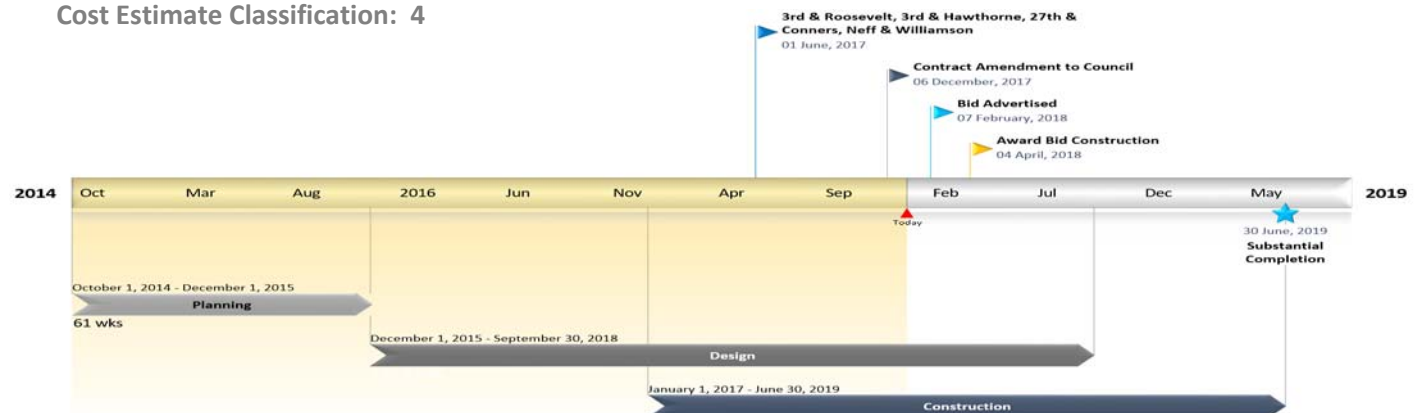 Cost Estimate Classification: 4
3rd & Roosevelt, 3rd & Hawthorne, 27th &
Conners, Neff & Williamson
01 June, 2017
Contract Amendment to Council
06 December, 2017
Bid Advertised
07 February, 2018
Award Bid Construction
04 April, 2018
2014 Oct Mar Aug 2016 Jun Nov Apr Sep Feb Jul Dec May 2019
Today
30 June, 2019
Substantial
Completion
October 1, 2014 - December 1, 2015
Planning
61 wks
December 1, 2015 - September 30, 2018
Design
January 1, 2017 - June 30, 2019
Construction